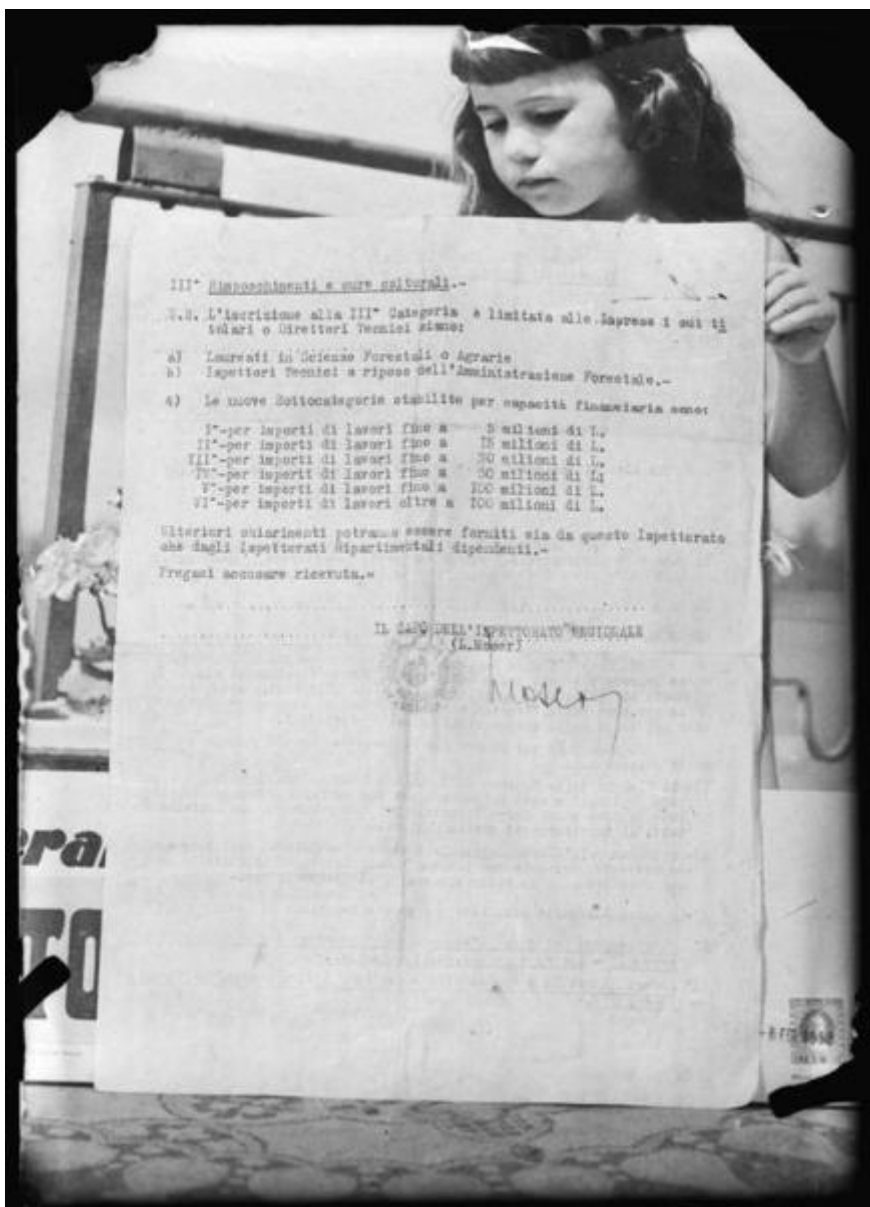 III° Rimboschimenti e cure colturali.-
N.B. L'iscrizione alla III° Categoria è limitata alle Imprese i cui ti
tolari o Direttori Tecnici siano:
a) Laureati in Scienze Forestali o Agrarie
b) Ispettori Tecnici a riposo dell'Amministrazione Forestale.-
4) Le nuove Sottocategorie stabilite per capacità finanziaria sono:
I°-per importi di lavori fino a 5 milioni di L.
II°-per importi di lavori fino a 15 milioni di L.
III°-per importi di lavori fino a 30 milioni di L.
IV°-per importi di lavori fino a 50 milioni di L.
V°-per importi di lavori fino a 100 milioni di L.
VI°-per importi di lavori oltre a 100 milioni di L.
Ulteriori chiarimenti potranno essere forniti sia da questo Ispettorato
che dagli Ispettorati Ripartimentali dipendenti.-
Pregasi accusare ricevuta.-
IL CAPO DELL'ISPETTORATO REGIONALE
(L.Moser)
Moser
era
TO